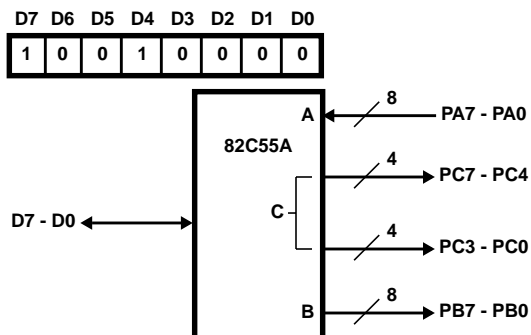 D7 D6 D5 D4 D3 D2 D1 D0
1 0 0 1 0 0 0 0
A
8
PA7 - PA0
82C55A
4
PC7 - PC4
C
D7 - D0
4
PC3 - PC0
B
8
PB7 - PB0